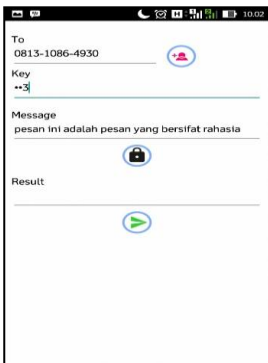 10.02
To
0813-1086-4930
Key
••3
Message
pesan ini adalah pesan yang bersifat rahasia
Result